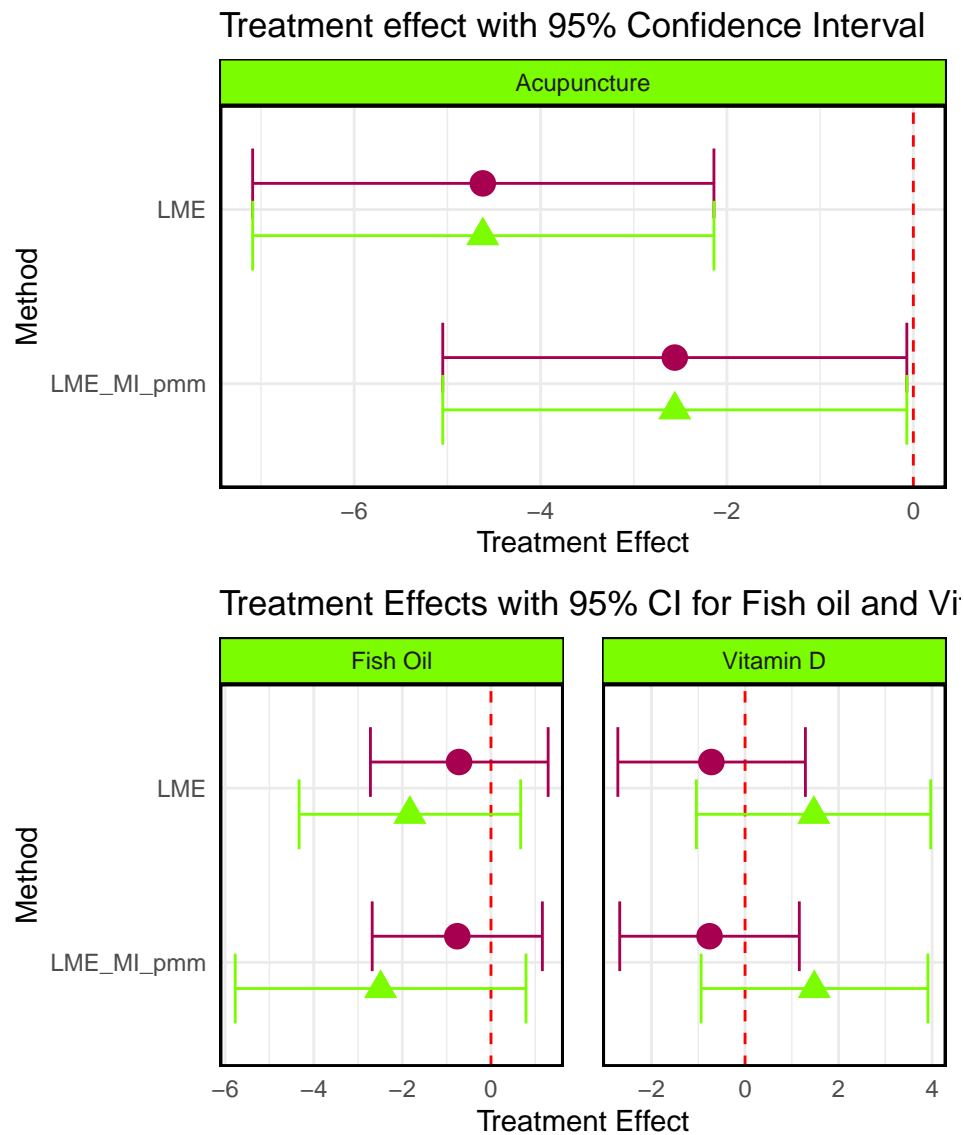 Treatment effect with 95% Confidence Interval
Acupuncture
LME
LME_MI_pmm
Method
−6 −4 −2 0
Treatment Effect
Treatment Effects with 95% CI for Fish oil and Vi
Fish Oil Vitamin D
LME
LME_MI_pmm
Method
−6 −4 −2 0 −2 0 2 4
Treatment Effect